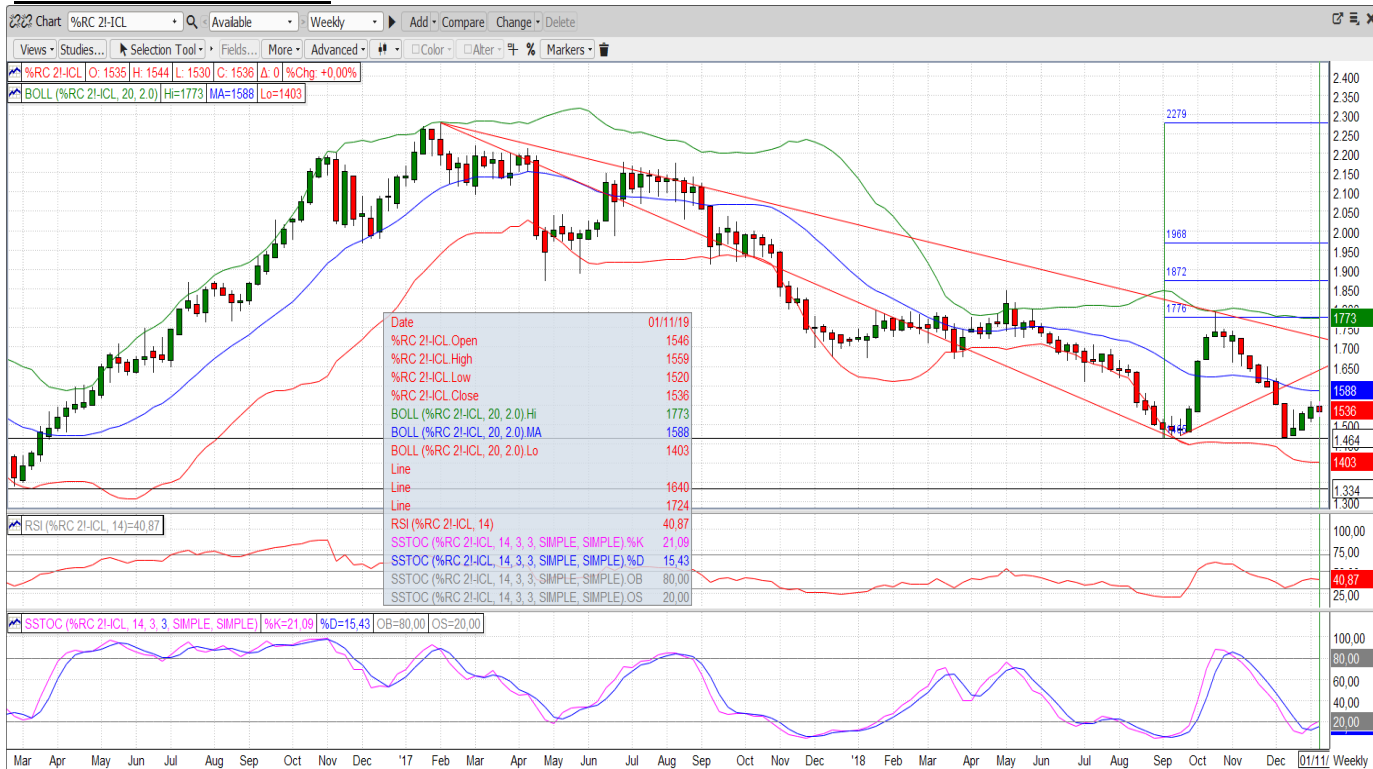 Chart %RC 2!-ICL Available Weekly Add Compare Change Delete
Views Studies... Selection Tool Fields... More Advanced Color Alter % Markers
%RC 2!-ICL O: 1535 H: 1544 L: 1530 C: 1536 Δ: 0 %Chg: +0,00%
BOLL (%RC 2!-ICL, 20, 2.0) Hi=1773 MA=1588 Lo=1403
2279
1968
1872
1776
2.400
2.350
2.300
2.250
2.200
2.150
2.100
2.050
2.000
1.950
1.900
1.850
1773
1.750
1.700
1.650
1588
1536
1.500
1.464
1403
1.334
1.300
Date 01/11/19
%RC 2!-ICL.Open 1546
%RC 2!-ICL.High 1559
%RC 2!-ICL.Low 1520
%RC 2!-ICL.Close 1536
BOLL (%RC 2!-ICL, 20, 2.0).Hi 1773
BOLL (%RC 2!-ICL, 20, 2.0).MA 1588
BOLL (%RC 2!-ICL, 20, 2.0).Lo 1403
Line
Line 1640
Line 1724
RSI (%RC 2!-ICL, 14) 40,87
SSTOC (%RC 2!-ICL, 14, 3, 3, SIMPLE, SIMPLE).%K 21,09
SSTOC (%RC 2!-ICL, 14, 3, 3, SIMPLE, SIMPLE).%D 15,43
SSTOC (%RC 2!-ICL, 14, 3, 3, SIMPLE, SIMPLE).OB 80,00
SSTOC (%RC 2!-ICL, 14, 3, 3, SIMPLE, SIMPLE).OS 20,00
RSI (%RC 2!-ICL, 14)=40,87
100,00
75,00
40,87
25,00
SSTOC (%RC 2!-ICL, 14, 3, 3, SIMPLE, SIMPLE) %K=21,09 %D=15,43 OB=80,00 OS=20,00
100,00
80,00
60,00
40,00
20,00
Mar Apr May Jun Jul Aug Sep Oct Nov Dec '17 Feb Mar Apr May Jun Jul Aug Sep Oct Nov Dec '18 Feb Mar Apr May Jun Jul Aug Sep Oct Nov Dec 01/11/ Weekly